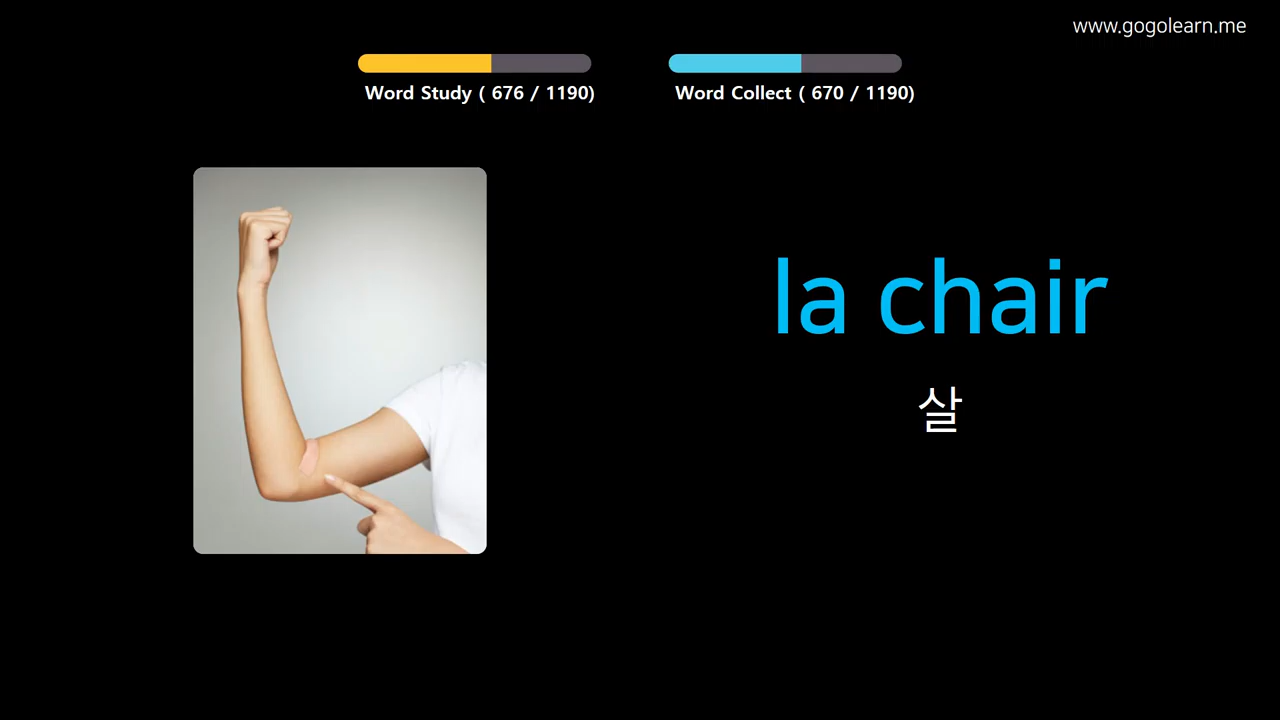 www.gogolearn.me
Word Study ( 676 / 1190)
Word Collect ( 670 / 1190)
la chair
살